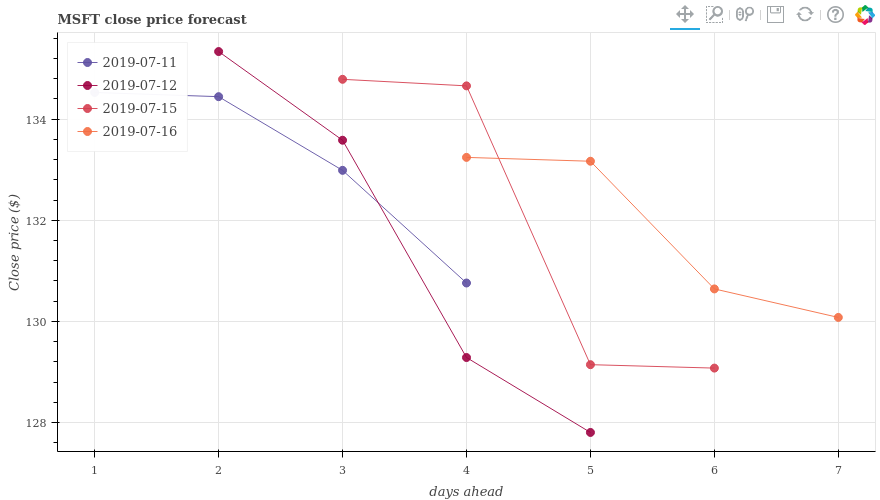 MSFT close price forecast
2019-07-11
2019-07-12
2019-07-15
2019-07-16
134
132
130
128
Close price ($)
1 2 3 4 5 6 7
days ahead